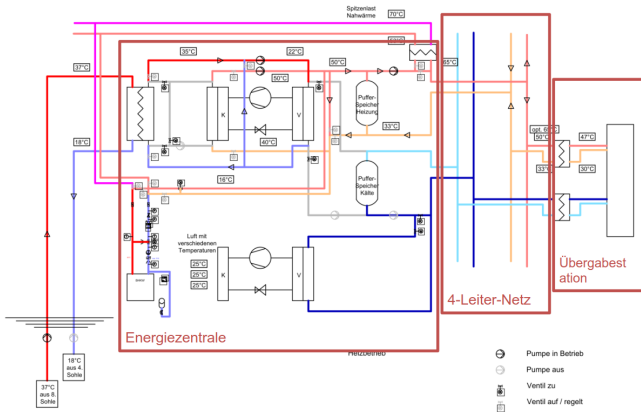 Spitzenlast
Nahwärme
70°C
37°C
35°C
22°C
50°C
65°C
50°C
K
V
Puffer-
Speicher
Heizung
opt. 65°C
50°C
47°C
18°C
40°C
33°C
33°C
30°C
16°C
Puffer-
Speicher
Kälte
Luft mit
verschiedenen
Temperaturen
25°C
25°C
25°C
K
V
Übergabest
ation
Energiezentrale
4-Leiter-Netz
Heizbetrieb
Pumpe in Betrieb
Pumpe aus
Ventil zu
Ventil auf / regelt
18°C
aus 4.
Sohle
37°C
aus 8.
Sohle